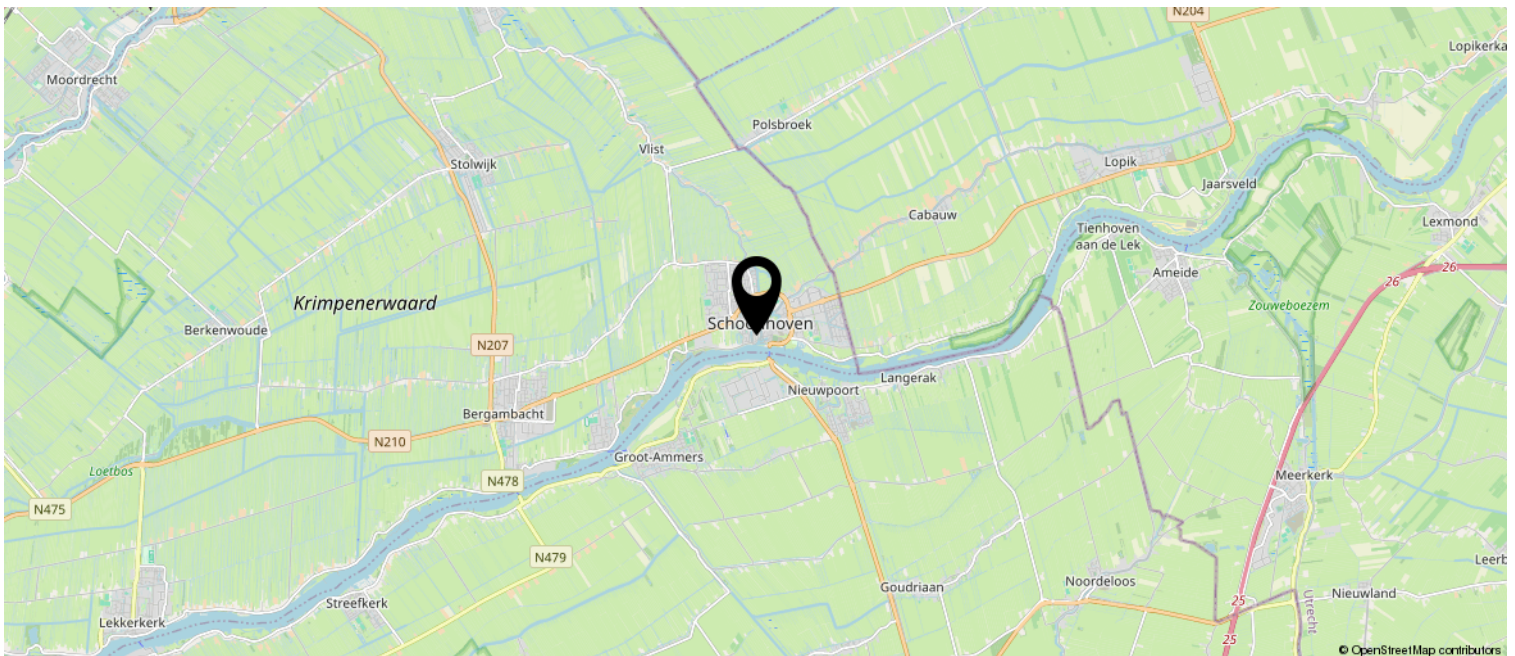 N204
Lopikerka
Moordrecht
Polsbroek
Vlist
Stolwijk
Lopik
Jaarsveld
Cabauw
Lexmond
Tienhoven
aan de Lek
Ameide
26
26
Krimpenerwaard
Zouweboezem
Berkenwoude
Schoonhoven
N207
Langerak
Nieuwpoort
Bergambacht
N210
Groot-Ammers
Loetbos
Meerkerk
N478
N475
N479
Leerb
Goudriaan
Noordeloos
Nieuwland
Streefkerk
25
Utrecht
Lekkerkerk
25
© OpenStreetMap contributors